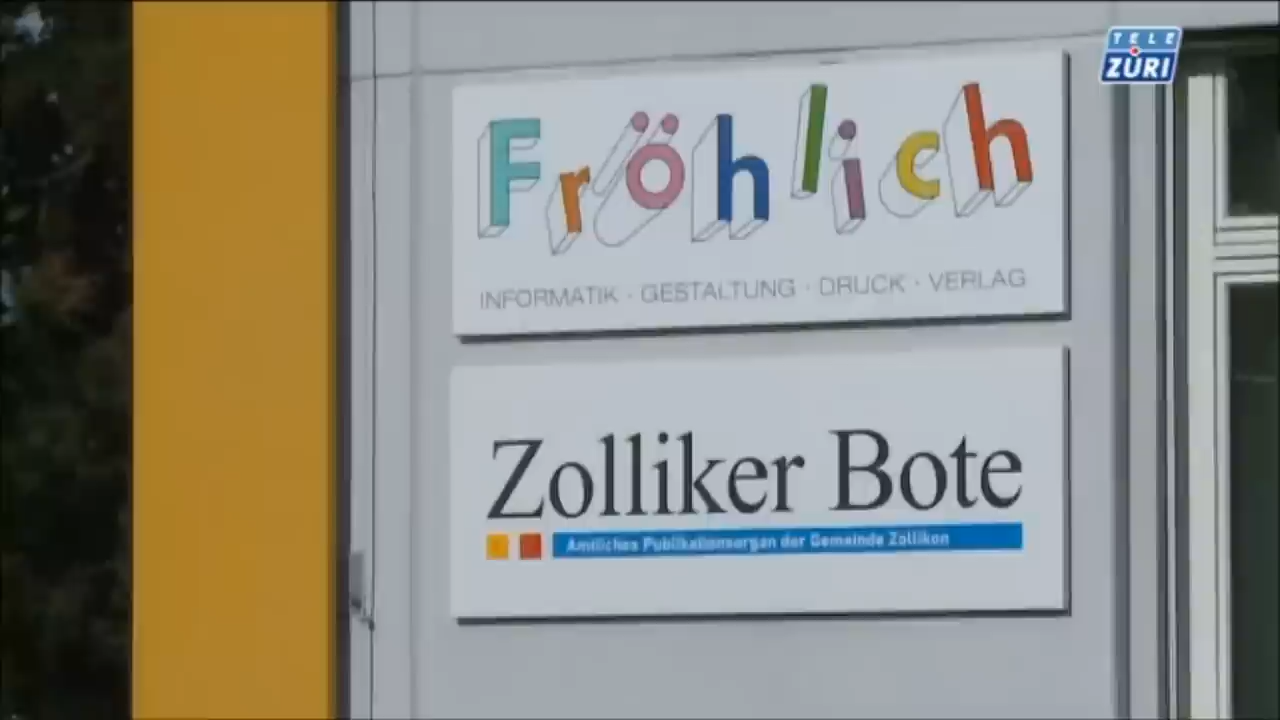 TELE
ZÜRI
Fröhlich
INFORMATIK · GESTALTUNG · DRUCK · VERLAG
Zolliker Bote
Amtliches Publikationsorgan der Gemeinde Zollikon